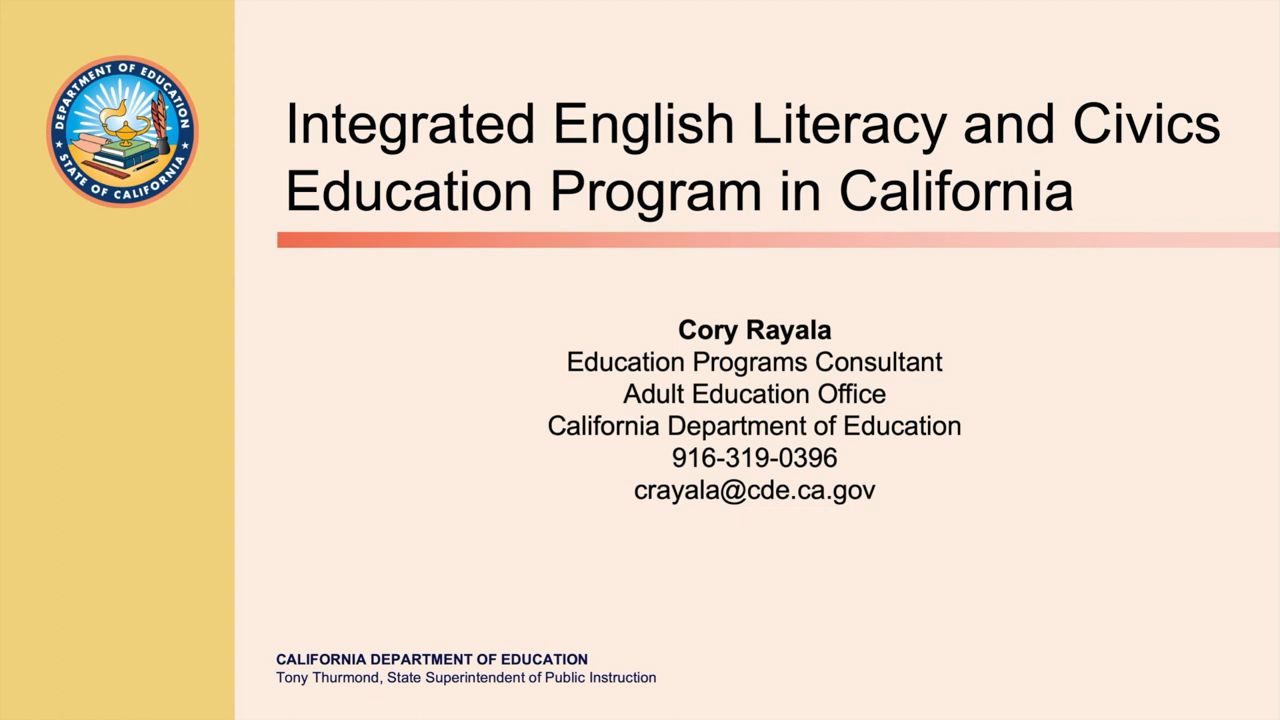 DEPARTMENT OF EDUCATION
STATE OF CALIFORNIA
Integrated English Literacy and Civics
Education Program in California
Cory Rayala
Education Programs Consultant
Adult Education Office
California Department of Education
916-319-0396
crayala@cde.ca.gov
CALIFORNIA DEPARTMENT OF EDUCATION
Tony Thurmond, State Superintendent of Public Instruction